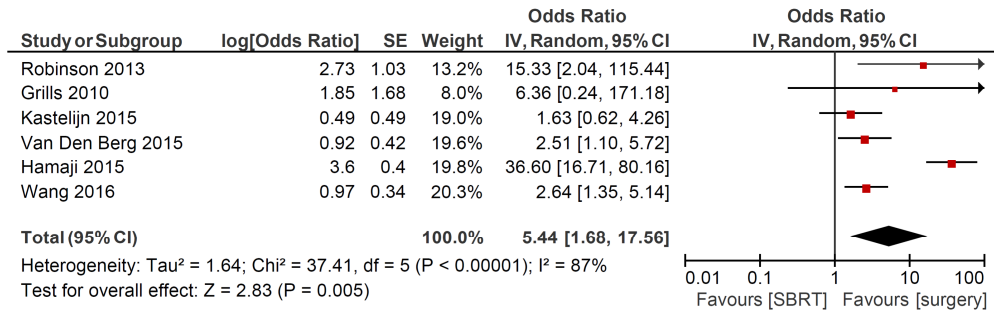 Odds Ratio Odds Ratio
Study or Subgroup log[Odds Ratio] SE Weight IV, Random, 95% CI IV, Random, 95% CI
Robinson 2013 2.73 1.03 13.2% 15.33 [2.04, 115.44]
Grills 2010 1.85 1.68 8.0% 6.36 [0.24, 171.18]
Kastelijn 2015 0.49 0.49 19.0% 1.63 [0.62, 4.26]
Van Den Berg 2015 0.92 0.42 19.6% 2.51 [1.10, 5.72]
Hamaji 2015 3.6 0.4 19.8% 36.60 [16.71, 80.16]
Wang 2016 0.97 0.34 20.3% 2.64 [1.35, 5.14]
Total (95% CI) 100.0% 5.44 [1.68, 17.56]
Heterogeneity: Tau² = 1.64; Chi² = 37.41, df = 5 (P < 0.00001); I² = 87%
Test for overall effect: Z = 2.83 (P = 0.005)
0.01 0.1 1 10 100
Favours [SBRT] Favours [surgery]